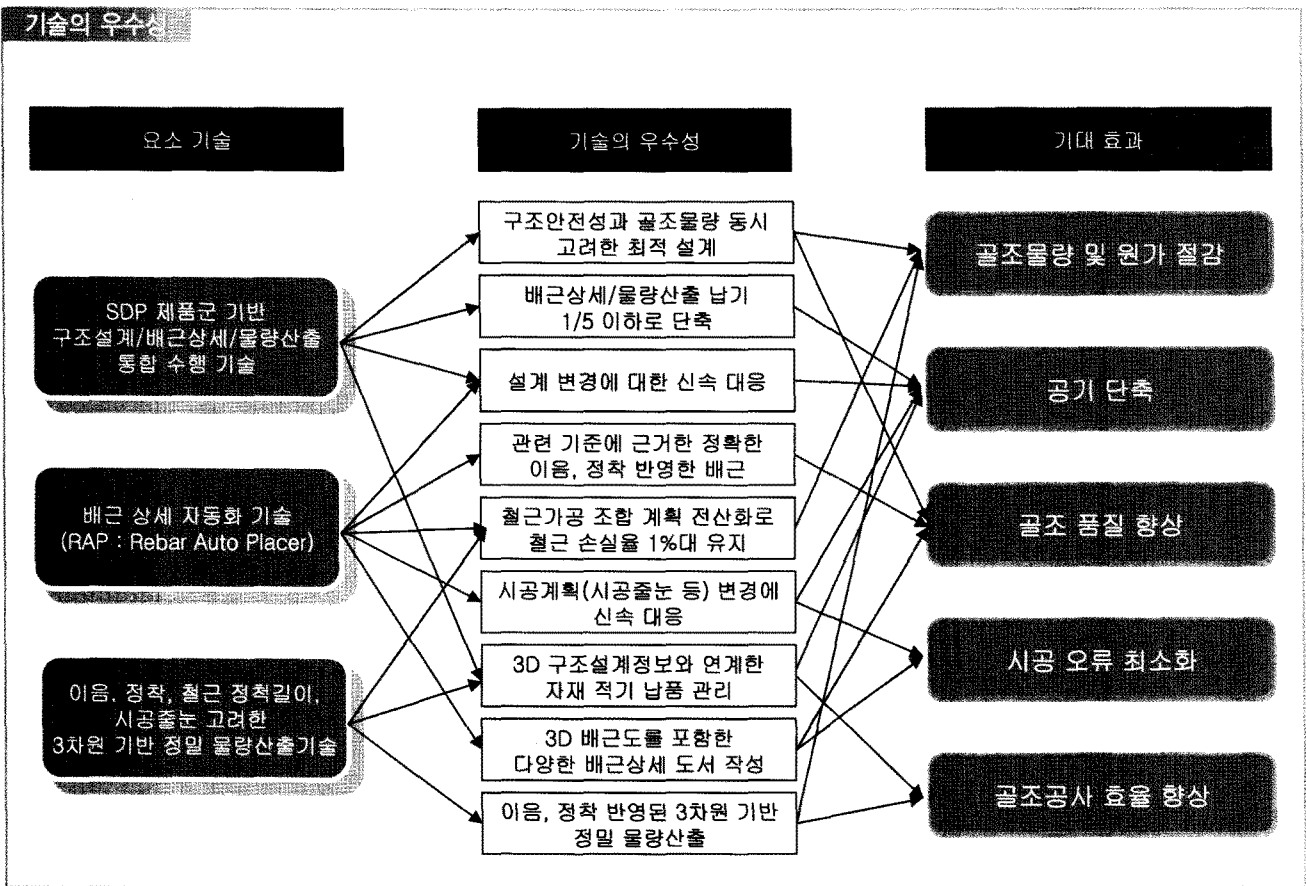 기술의 우수성
요소 기술
기술의 우수성
기대 효과
SDP 제품군 기반
구조설계/배근상세/물량산출
통합 수행 기술
배근 상세 자동화 기술
(RAP : Rebar Auto Placer)
이음, 정착, 철근 정척길이,
시공줄눈 고려한
3차원 기반 정밀 물량산출기술
구조안전성과 골조물량 동시
고려한 최적 설계
배근상세/물량산출 납기
1/5 이하로 단축
설계 변경에 대한 신속 대응
관련 기준에 근거한 정확한
이음, 정착 반영한 배근
철근가공 조합 계획 전산화로
철근 손실율 1%대 유지
시공계획(시공줄눈 등) 변경에
신속 대응
3D 구조설계정보와 연계한
자재 적기 납품 관리
3D 배근도를 포함한
다양한 배근상세 도서 작성
이음, 정착 반영된 3차원 기반
정밀 물량산출
골조물량 및 원가 절감
공기 단축
골조 품질 향상
시공 오류 최소화
골조공사 효율 향상